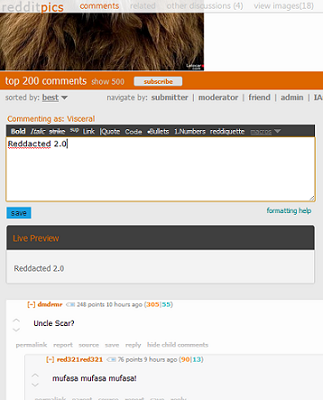 redditpics comments related other discussions (4) view images(18)
top 200 comments show 500 subscribe
sorted by: best navigate by: submitter | moderator | friend | admin | IA
Commenting as: Visceral
Bold Italic strike sup Link |Quote Code •Bullets 1.Numbers reddiquette macros
Reddacted 2.0
save formatting help
Live Preview
Reddacted 2.0
[-] dmdemr 248 points 10 hours ago (305|55)
Uncle Scar?
permalink report source save reply hide child comments
[-] red321red321 76 points 9 hours ago (90|13)
mufasa mufasa mufasa!
permalink parent source report save reply